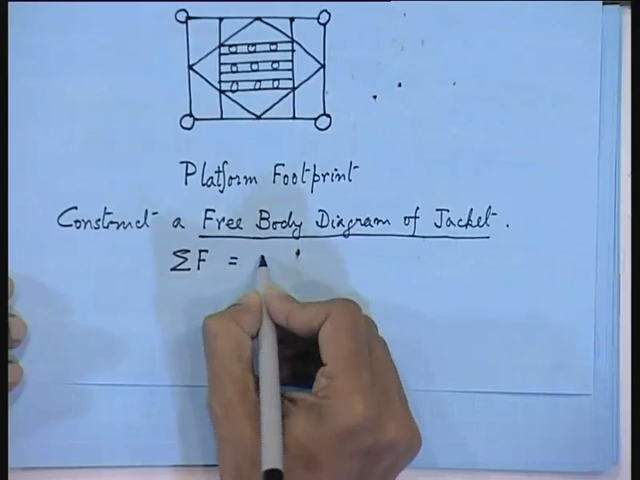 Platform Footprint
Construct a Free Body Diagram of Jacket.
ΣF =